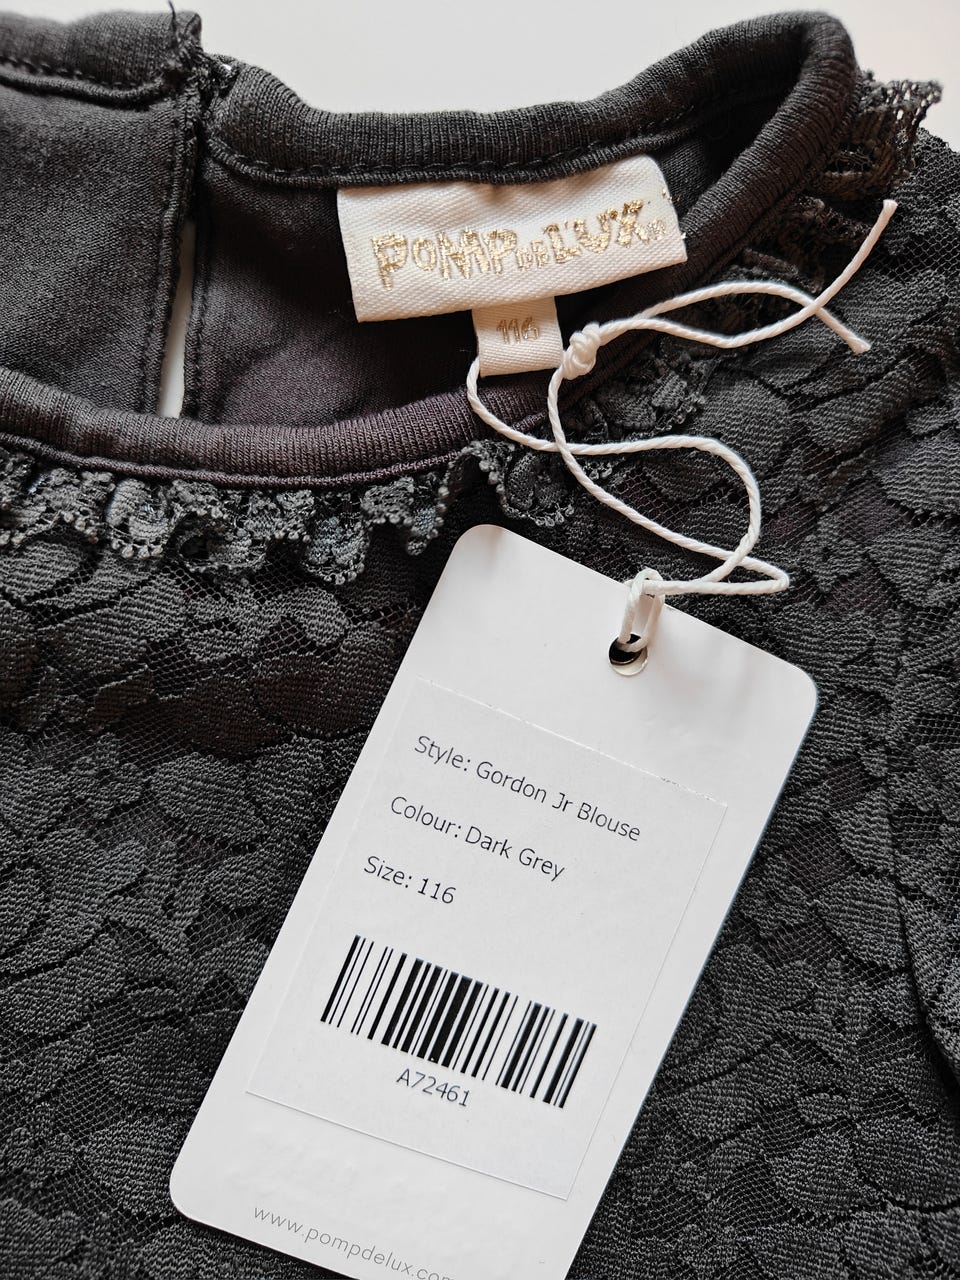 POMPDELUX
116
Style: Gordon Jr Blouse
Colour: Dark Grey
Size: 116
A72461
www.pompdelux.com